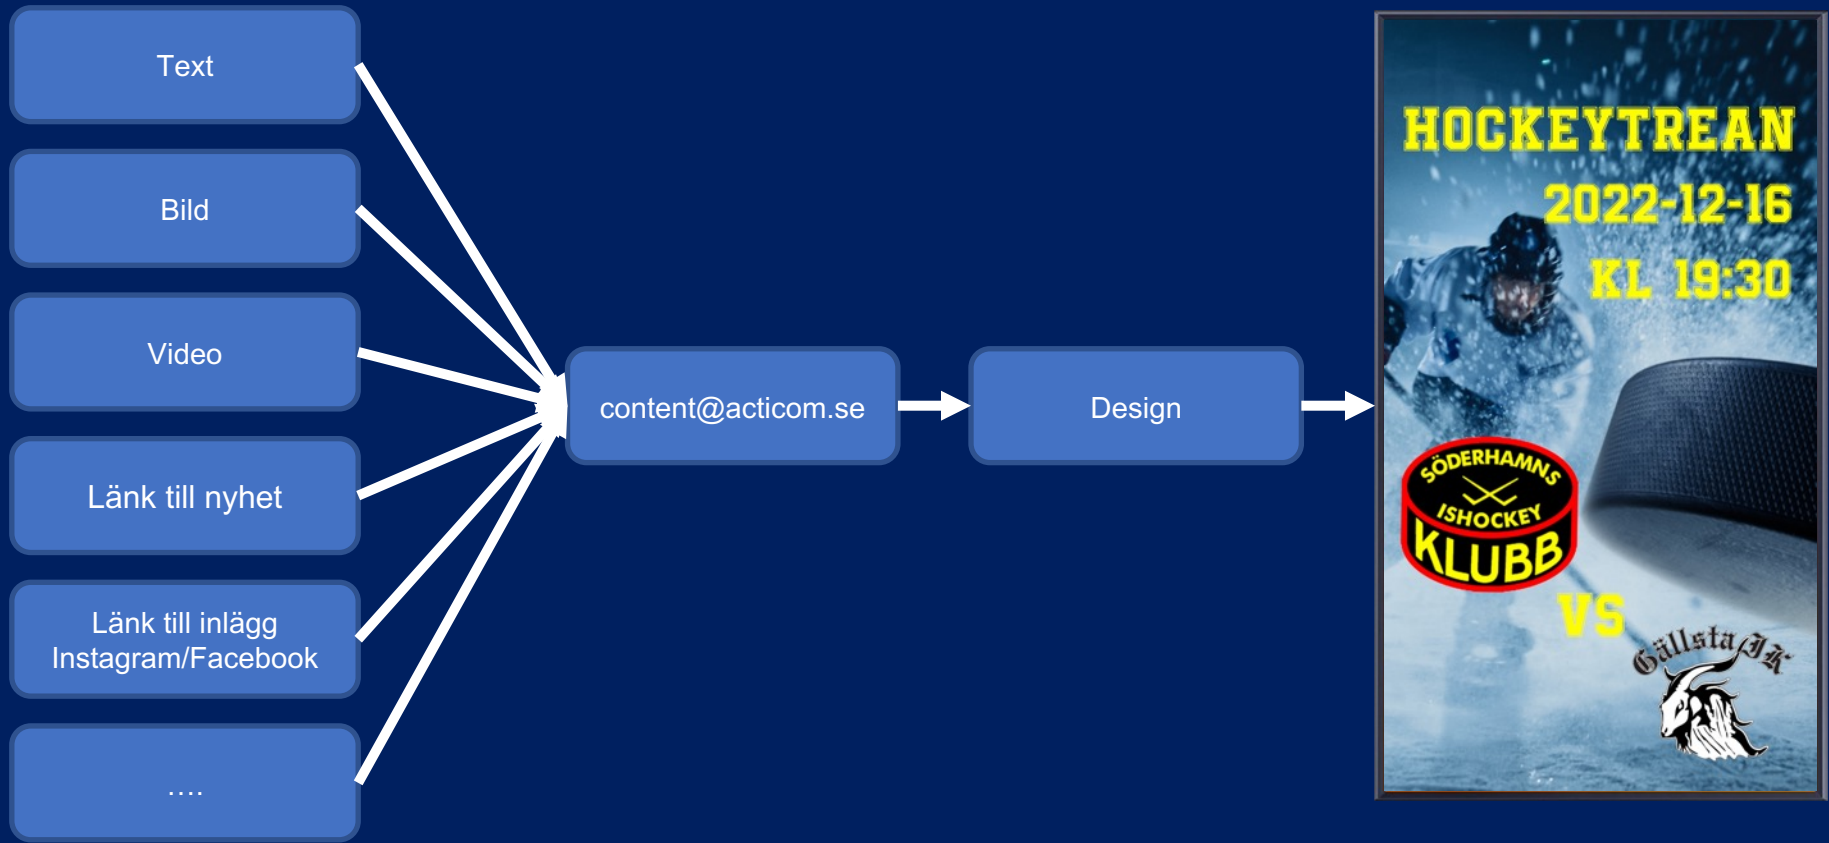 Text
Bild
Video
Länk till nyhet
Länk till inlägg
Instagram/Facebook
....
content@acticom.se
Design
HOCKEYTREAN
2022-12-16
KL 19:30
SÖDERHAMNS
ISHOCKEY
KLUBB
VS
Gällsta IK